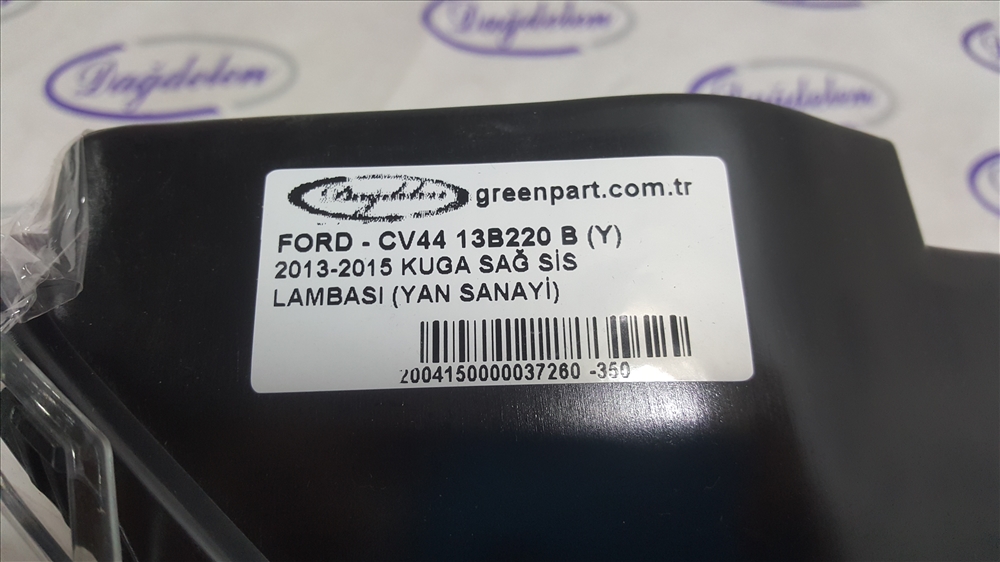 Dağdelen
Dağdelen
Dağdelen
Dağdelen greenpart.com.tr
FORD - CV44 13B220 B (Y)
2013-2015 KUGA SAĞ SİS
LAMBASI (YAN SANAYİ)
2004150000037260 -350